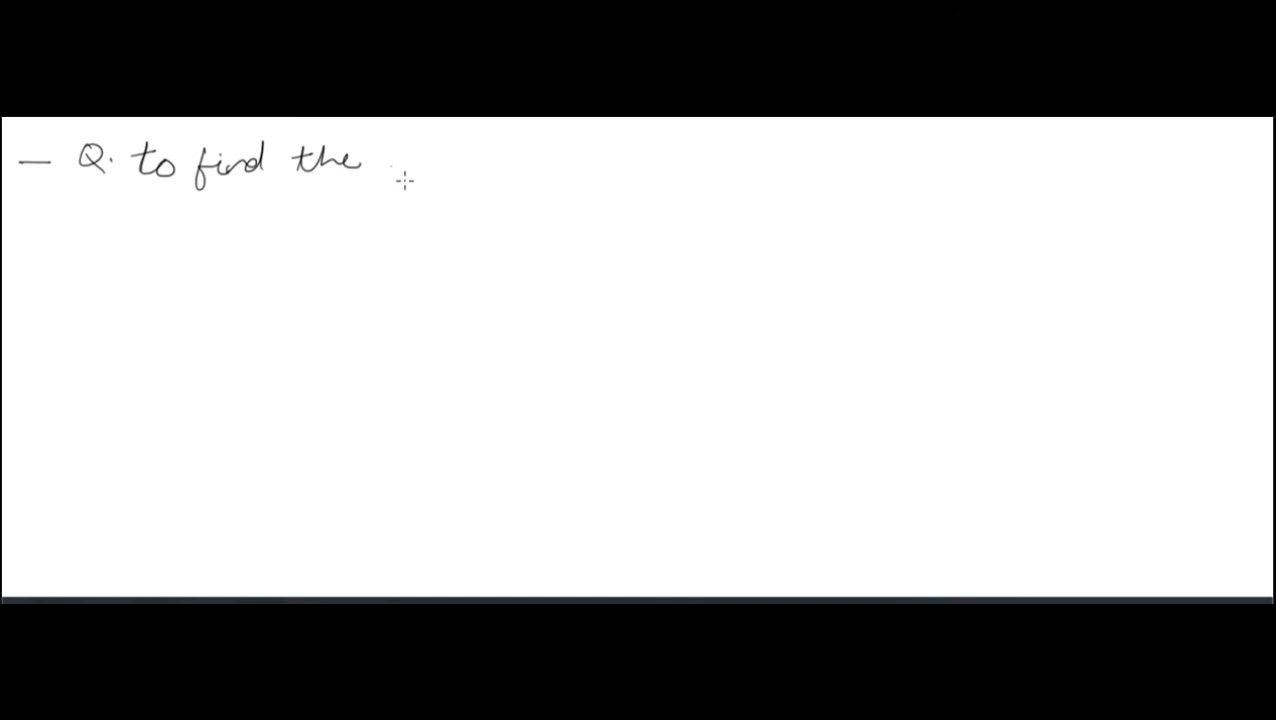 — Q. to find the